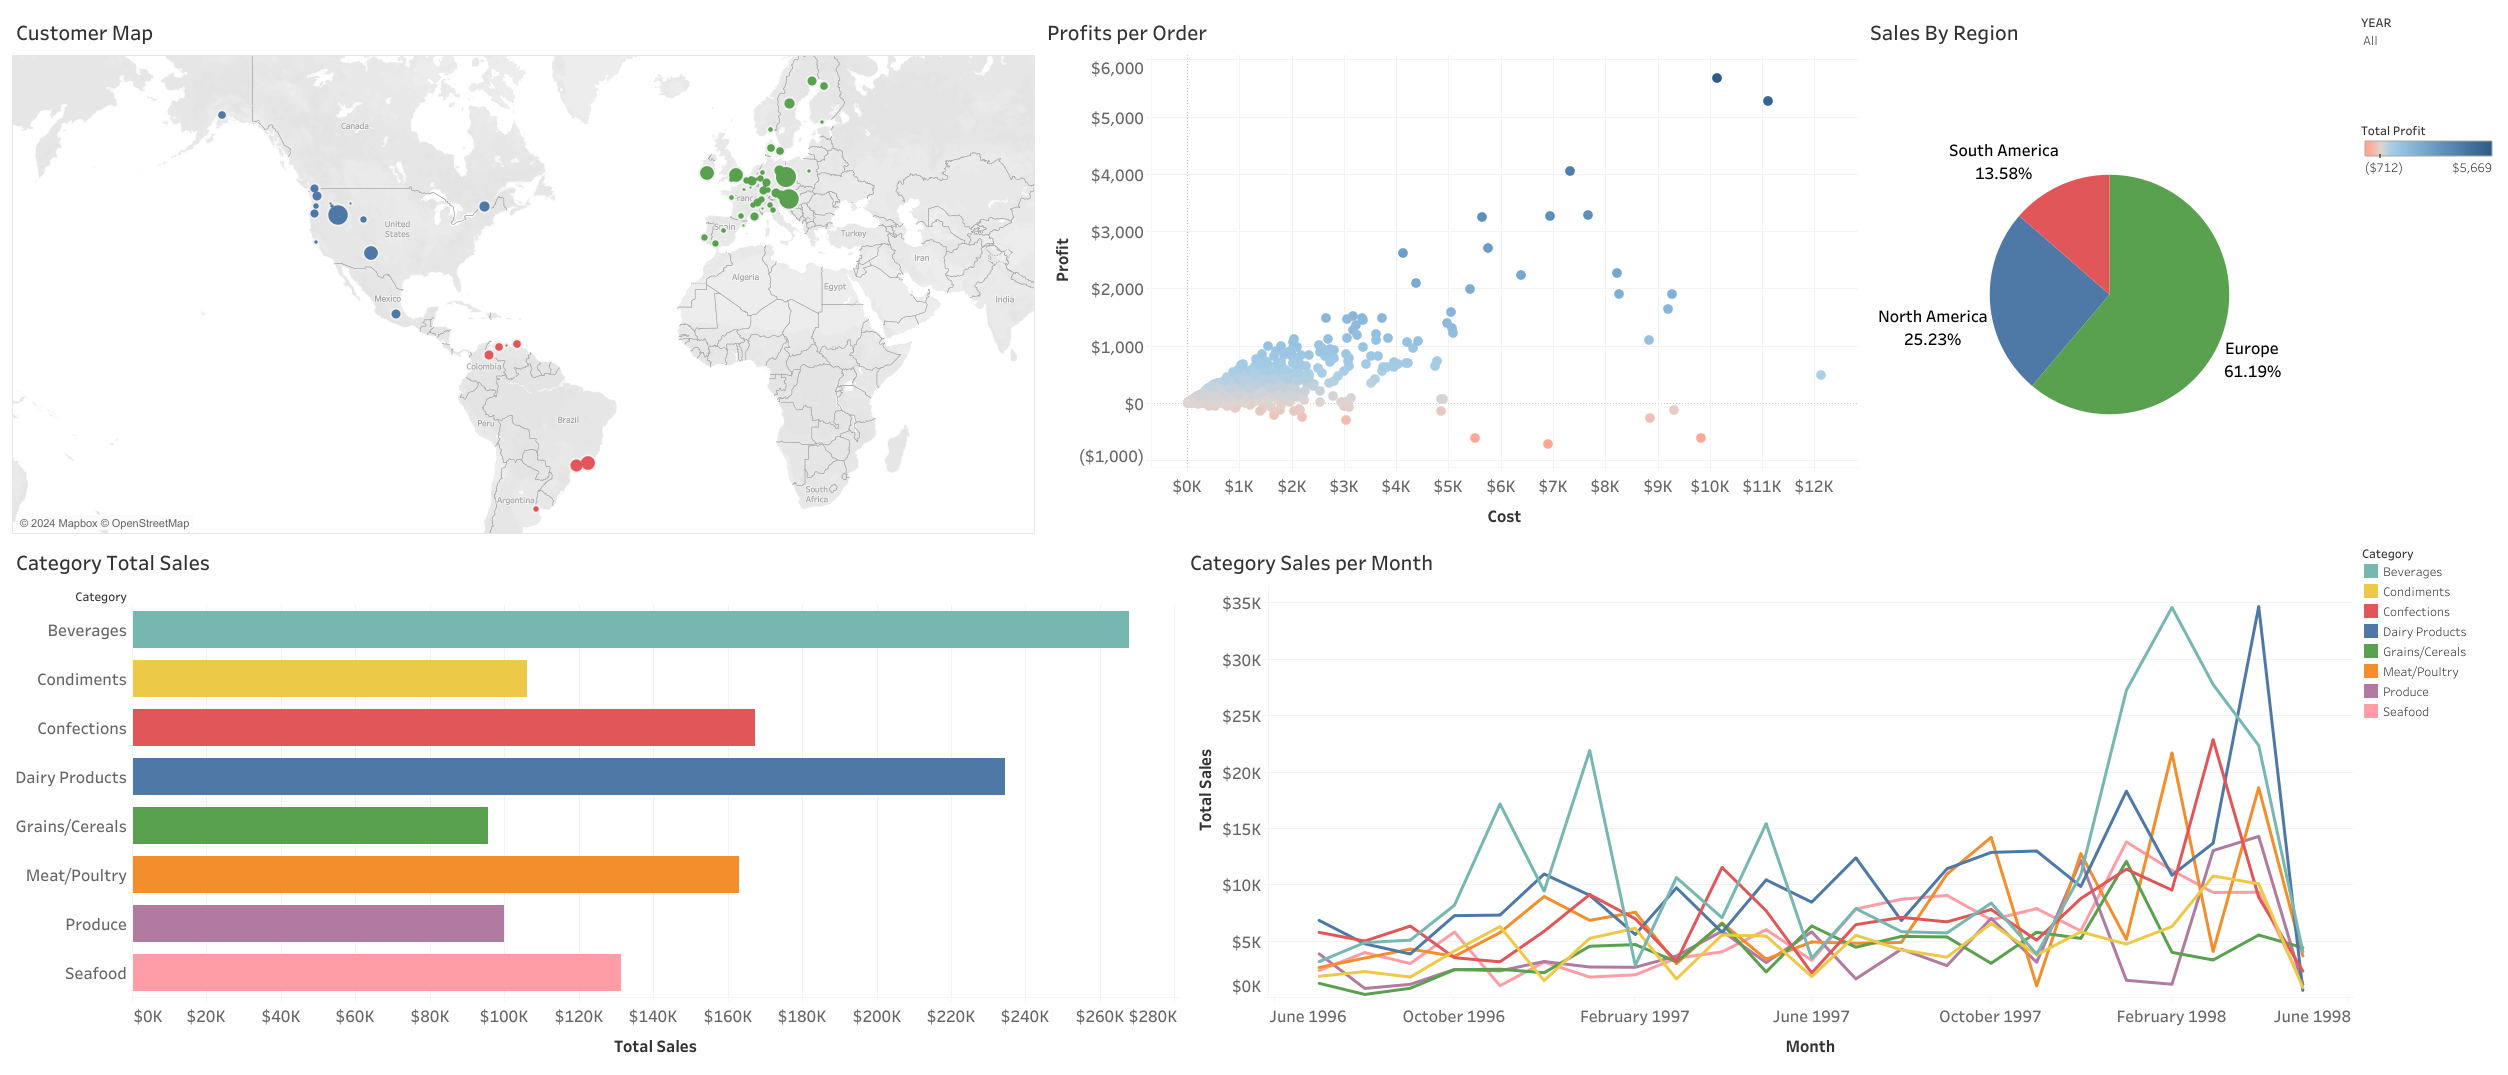 Customer Map
Canada
United
States
Mexico
Colombia
Peru
Brazil
Argentina
France
Spain
Turkey
Iran
Algeria
Egypt
India
South
Africa
© 2024 Mapbox © OpenStreetMap
Profits per Order
Profit
$6,000
$5,000
$4,000
$3,000
$2,000
$1,000
$0
($1,000)
$0K $1K $2K $3K $4K $5K $6K $7K $8K $9K $10K $11K $12K
Cost
Sales By Region
South America
13.58%
North America
25.23%
Europe
61.19%
YEAR
All
Total Profit
($712) $5,669
Category Total Sales
Category
Beverages
Condiments
Confections
Dairy Products
Grains/Cereals
Meat/Poultry
Produce
Seafood
$0K $20K $40K $60K $80K $100K $120K $140K $160K $180K $200K $220K $240K $260K $280K
Total Sales
Category Sales per Month
Total Sales
$35K
$30K
$25K
$20K
$15K
$10K
$5K
$0K
June 1996 October 1996 February 1997 June 1997 October 1997 February 1998 June 1998
Month
Category
Beverages
Condiments
Confections
Dairy Products
Grains/Cereals
Meat/Poultry
Produce
Seafood